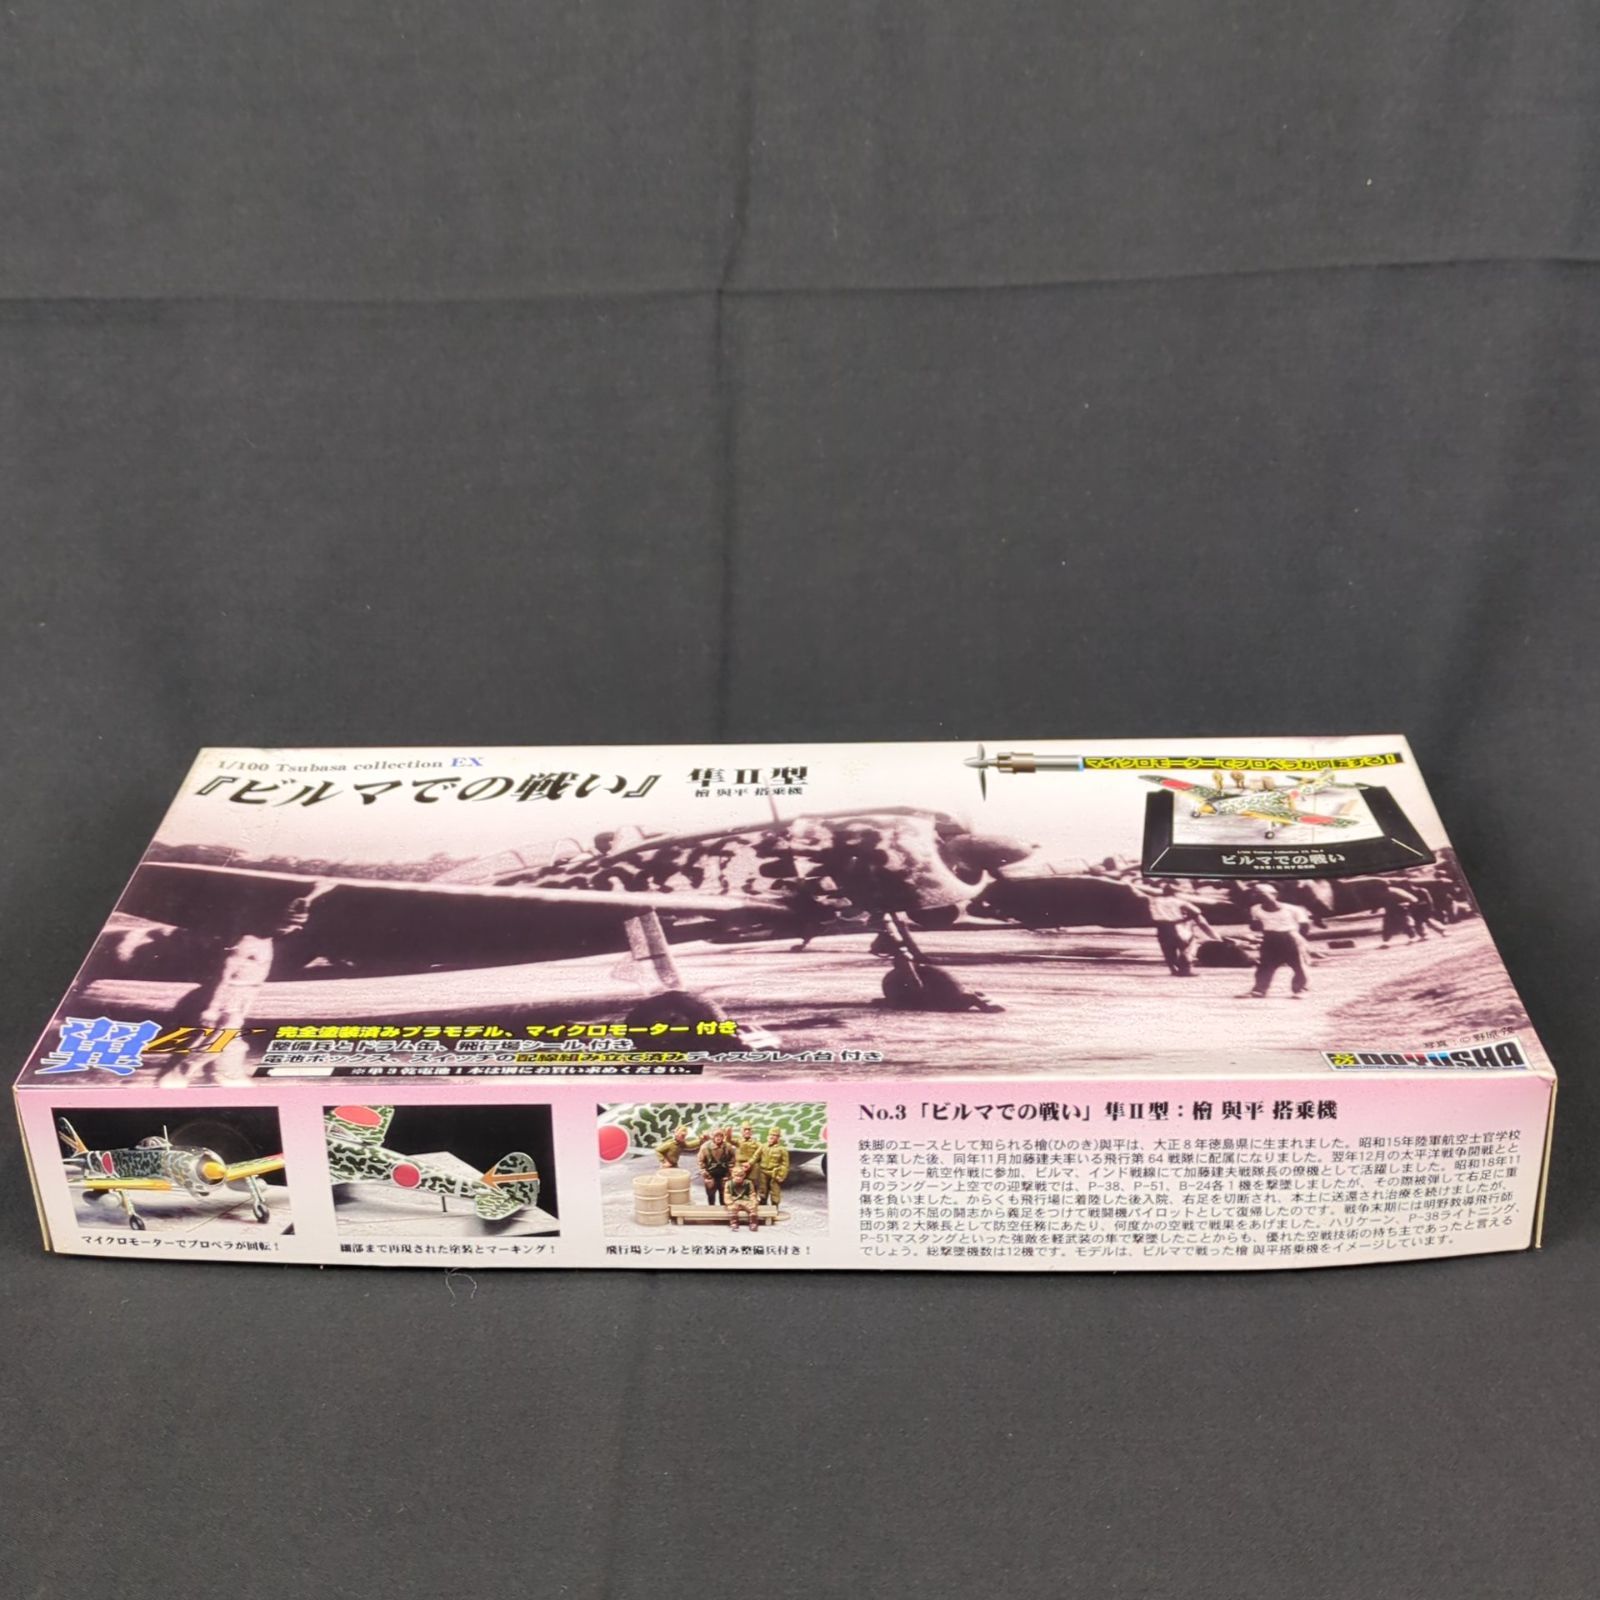 1/100 Tsubasa collection EX
『ビルマでの戦い』 隼II型
檜 與平 搭乗機
マイクロモーターでプロペラが回転する！
ビルマでの戦い
翼EX
完全塗装済みプラモデル、マイクロモーター 付き
整備兵とドラム缶、飛行場シール 付き
電池ボックス、スイッチの配線組み立て済みディスプレイ台 付き
※単3乾電池1本は別にお買い求めください。
DOYUSHA
マイクロモーターでプロペラが回転！
細部まで再現された塗装とマーキング！
飛行場シールと塗装済み整備兵付き！
No.3「ビルマでの戦い」隼II型：檜 與平 搭乗機
鉄脚のエースとして知られる檜(ひのき)與平は、大正8年徳島県に生まれました。昭和15年陸軍航空士官学校
を卒業した後、同年11月加藤建夫率いる飛行第64戦隊に配属になりました。翌年12月の太平洋戦争開戦とと
もにマレー航空作戦に参加、ビルマ、インド戦線にて加藤建夫戦隊長の僚機として活躍しました。昭和18年11
月のラングーン上空での迎撃戦では、P-38、P-51、B-24各1機を撃墜しましたが、その際被弾して右足に重
傷を負いました。からくも飛行場に着陸した後入院、右足を切断され、本土に送還され治療を続けましたが、
持ち前の不屈の闘志から義足をつけて戦闘機パイロットとして復帰したのです。戦争末期には明野教導飛行師
団の第2大隊長として防空任務にあたり、何度かの空戦で戦果をあげました。ハリケーン、P-38ライトニング、
P-51マスタングといった強敵を軽武装の隼で撃墜したことからも、優れた空戦技術の持ち主であったと言える
でしょう。総撃墜機数は12機です。モデルは、ビルマで戦った檜 與平搭乗機をイメージしています。